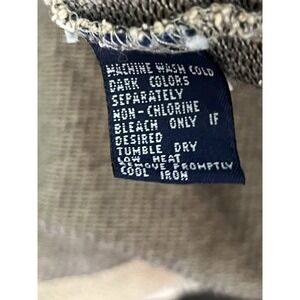 MACHINE WASH COLD
DARK COLORS
SEPARATELY
NON-CHLORINE
BLEACH ONLY IF
DESIRED
TUMBLE DRY
LOW HEAT
REMOVE PROMPTLY
COOL IRON